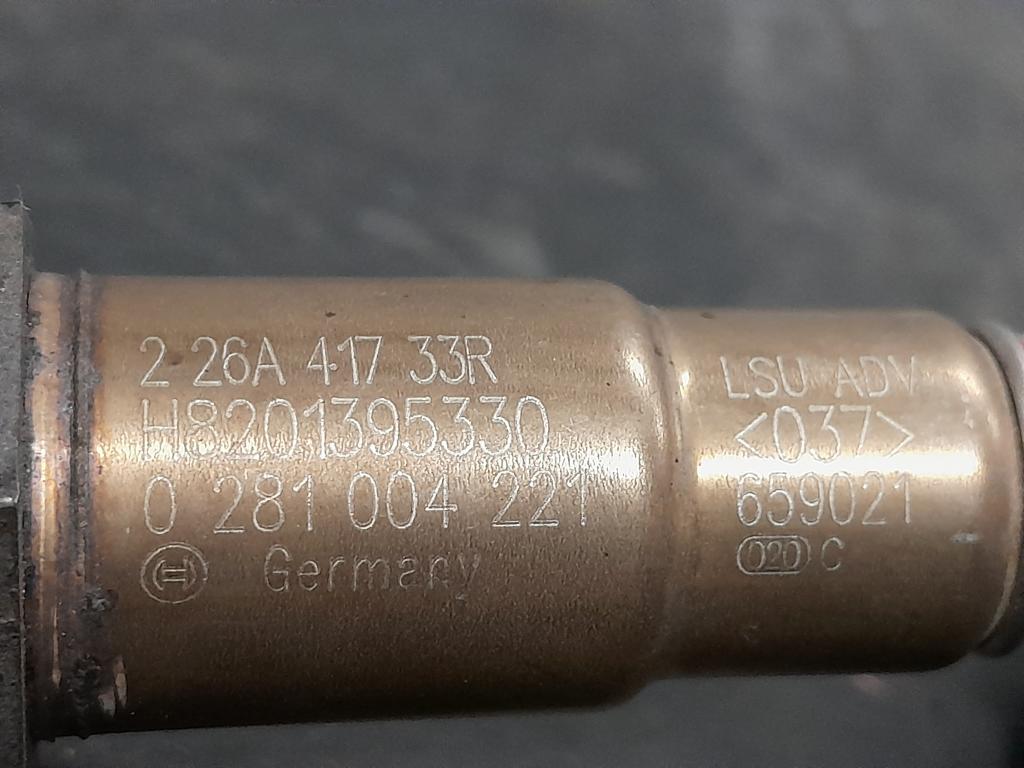 2 26A 417 33R
H8201395330
0 281 004 221
Germany
LSU ADV
<037>
659021
020 C